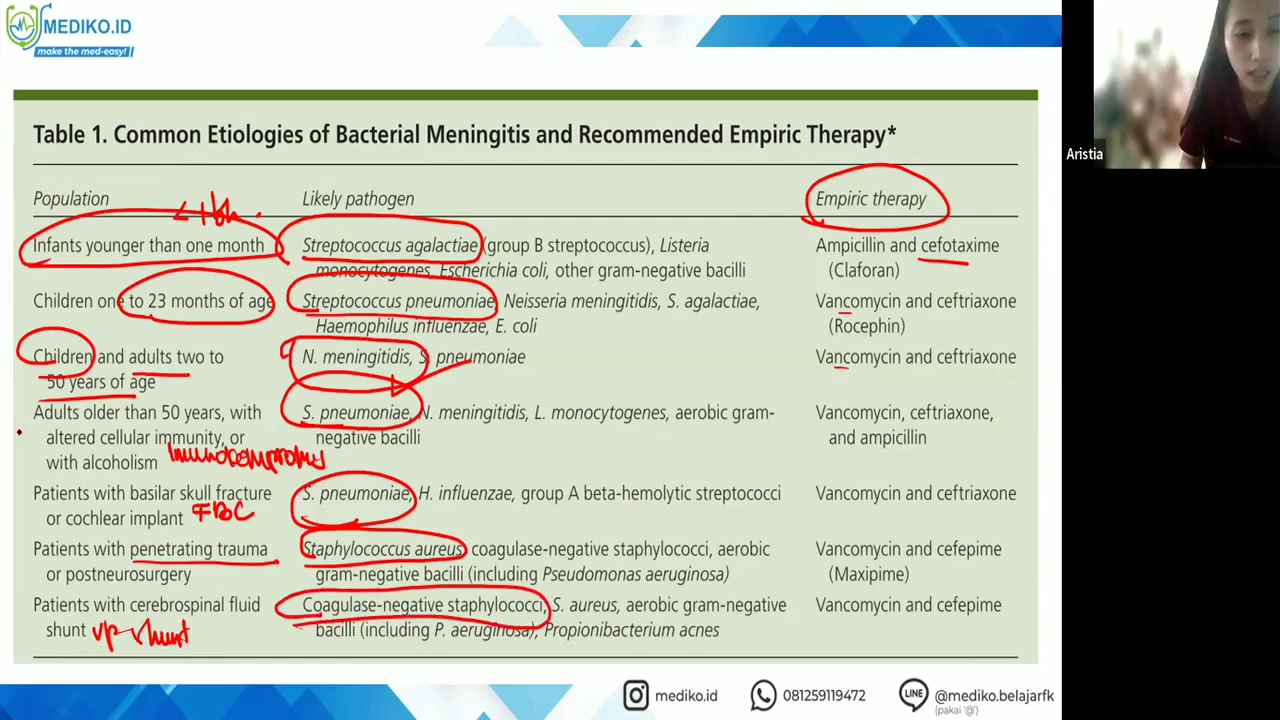 MEDIKO.ID
make the med-easy!
Aristia
Table 1. Common Etiologies of Bacterial Meningitis and Recommended Empiric Therapy*
Population Likely pathogen Empiric therapy
Infants younger than one month Streptococcus agalactiae (group B streptococcus), Listeria Ampicillin and cefotaxime
monocytogenes, Escherichia coli, other gram-negative bacilli (Claforan)
Children one to 23 months of age Streptococcus pneumoniae, Neisseria meningitidis, S. agalactiae, Vancomycin and ceftriaxone
Haemophilus influenzae, E. coli (Rocephin)
Children and adults two to N. meningitidis, S. pneumoniae Vancomycin and ceftriaxone
50 years of age
Adults older than 50 years, with S. pneumoniae, N. meningitidis, L. monocytogenes, aerobic gram- Vancomycin, ceftriaxone,
altered cellular immunity, or negative bacilli and ampicillin
with alcoholism
Patients with basilar skull fracture S. pneumoniae, H. influenzae, group A beta-hemolytic streptococci Vancomycin and ceftriaxone
or cochlear implant FBC
Patients with penetrating trauma Staphylococcus aureus, coagulase-negative staphylococci, aerobic Vancomycin and cefepime
or postneurosurgery gram-negative bacilli (including Pseudomonas aeruginosa) (Maxipime)
Patients with cerebrospinal fluid Coagulase-negative staphylococci, S. aureus, aerobic gram-negative Vancomycin and cefepime
shunt vp-shunt bacilli (including P. aeruginosa), Propionibacterium acnes
mediko.id 081259119472 LINE @mediko.belajarfk
(pakai '@')